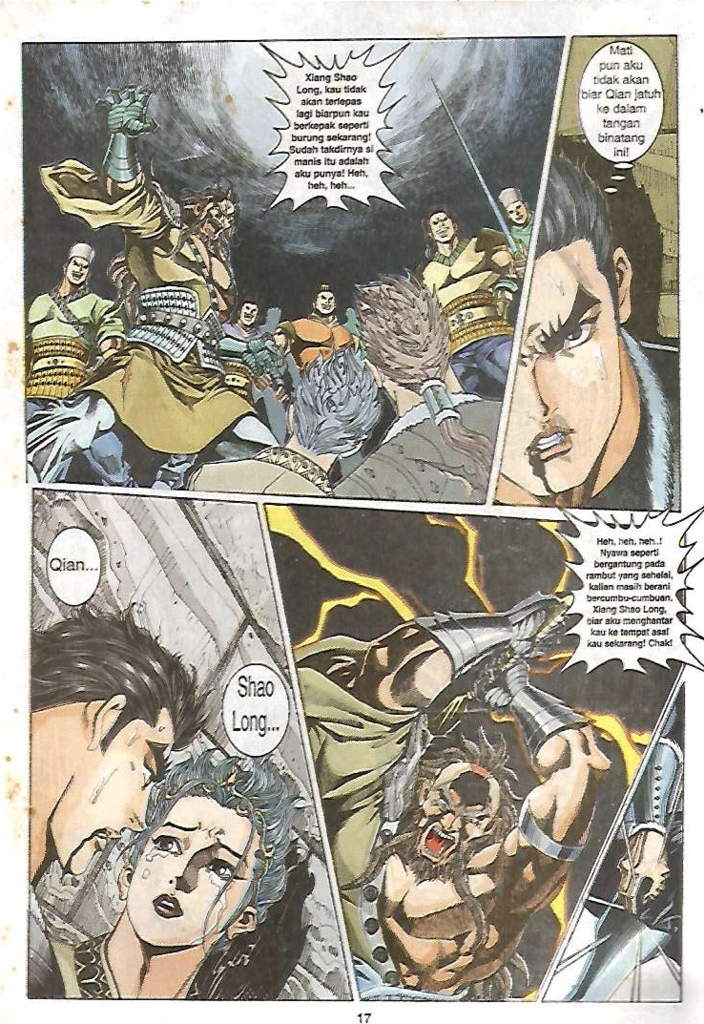 Xiang Shao
Long, kau tidak
akan terlepas
lagi biarpun kau
berkepak seperti
burung sekarang!
Sudah takdirnya si
manis itu adalah
aku punya! Heh,
heh, heh...
Mati
pun aku
tidak akan
biar Qian jatuh
ke dalam
tangan
binatang
ini!
Qian...
Shao
Long...
Heh, heh, heh..!
Nyawa seperti
bergantung pada
rambut yang sehelai,
kalian masih berani
bercumbu-cumbuan.
Xiang Shao Long,
biar aku menghantar
kau ke tempat asal
kau sekarang! Chak!
17